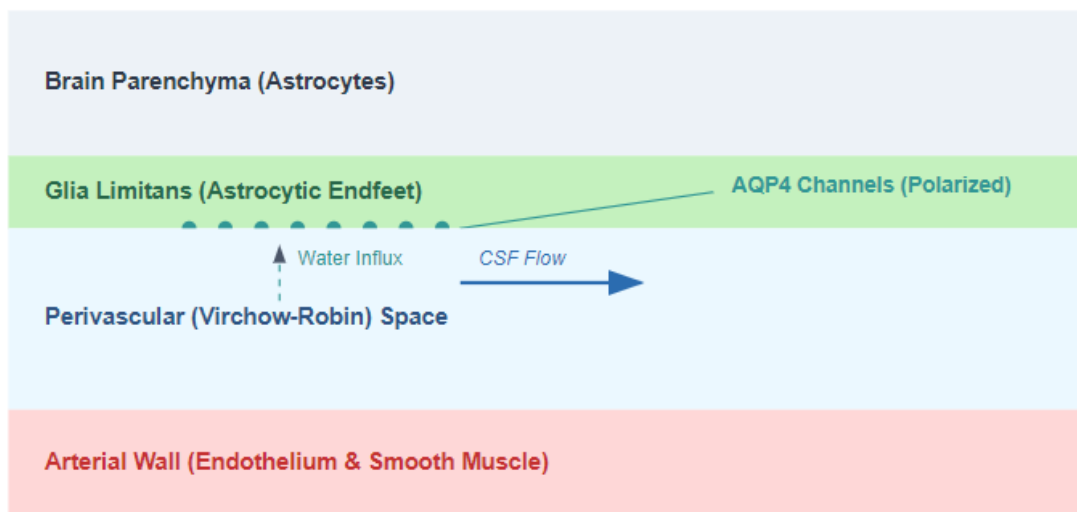 Brain Parenchyma (Astrocytes)
Glia Limitans (Astrocytic Endfeet)
AQP4 Channels (Polarized)
Water Influx
CSF Flow
Perivascular (Virchow-Robin) Space
Arterial Wall (Endothelium & Smooth Muscle)